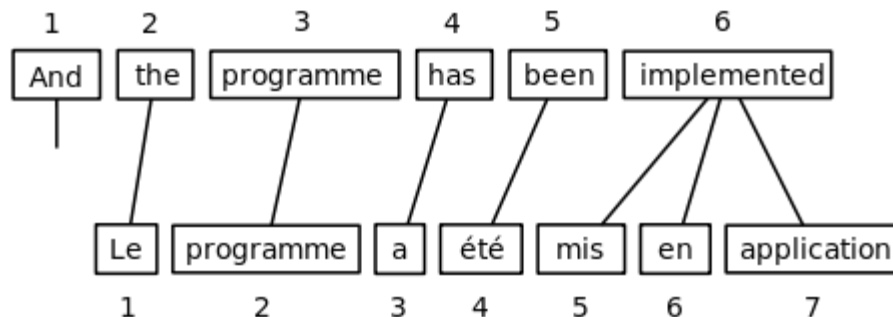 1 2 3 4 5 6
And the programme has been implemented
Le programme a été mis en application
1 2 3 4 5 6 7